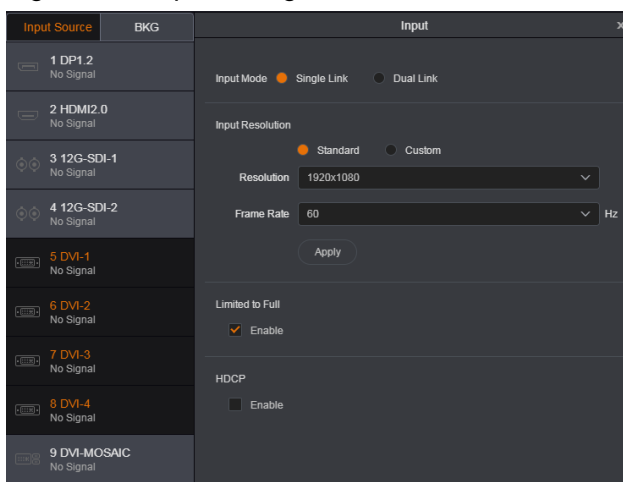 Input Source BKG
1 DP1.2
No Signal
2 HDMI2.0
No Signal
3 12G-SDI-1
No Signal
4 12G-SDI-2
No Signal
5 DVI-1
No Signal
6 DVI-2
No Signal
7 DVI-3
No Signal
8 DVI-4
No Signal
9 DVI-MOSAIC
No Signal
Input x
Input Mode Single Link Dual Link
Input Resolution
Standard Custom
Resolution 1920x1080
Frame Rate 60 Hz
Apply
Limited to Full
Enable
HDCP
Enable